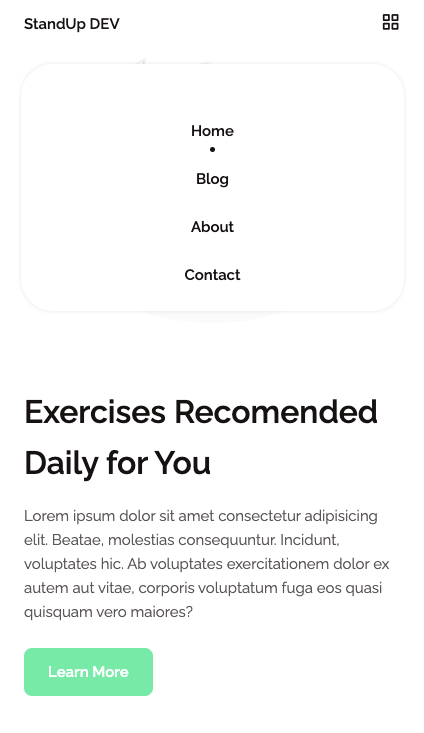 StandUp DEV
Home
Blog
About
Contact
Exercises Recomended
Daily for You
Lorem ipsum dolor sit amet consectetur adipisicing
elit. Beatae, molestias consequuntur. Incidunt,
voluptates hic. Ab voluptates exercitationem dolor ex
autem aut vitae, corporis voluptatum fuga eos quasi
quisquam vero maiores?
Learn More